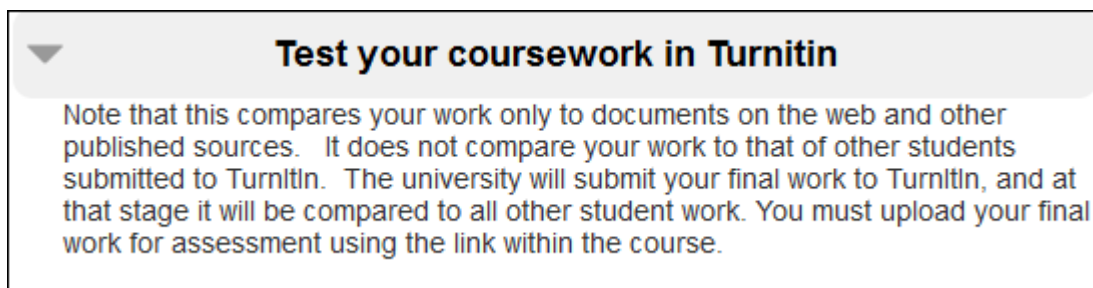 Test your coursework in Turnitin
Note that this compares your work only to documents on the web and other
published sources.   It does not compare your work to that of other students
submitted to TurnItIn.  The university will submit your final work to TurnItIn, and at
that stage it will be compared to all other student work. You must upload your final
work for assessment using the link within the course.